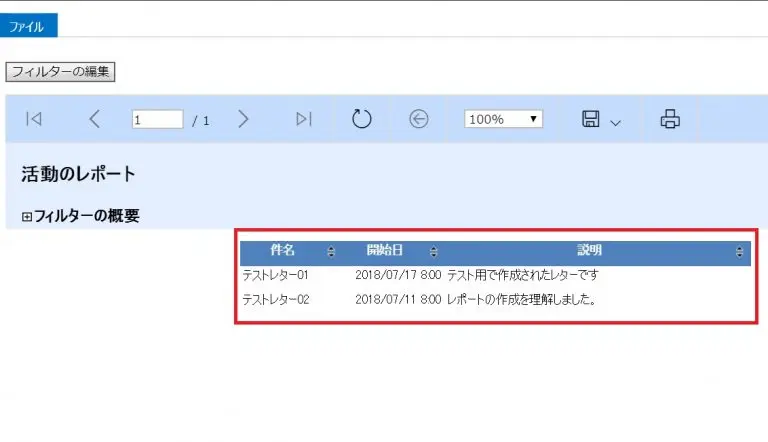 ファイル
フィルターの編集
1 / 1 100%
活動のレポート
フィルターの概要
件名 開始日 説明
テストレター01 2018/07/17 8:00 テスト用で作成されたレターです
テストレター02 2018/07/11 8:00 レポートの作成を理解しました。